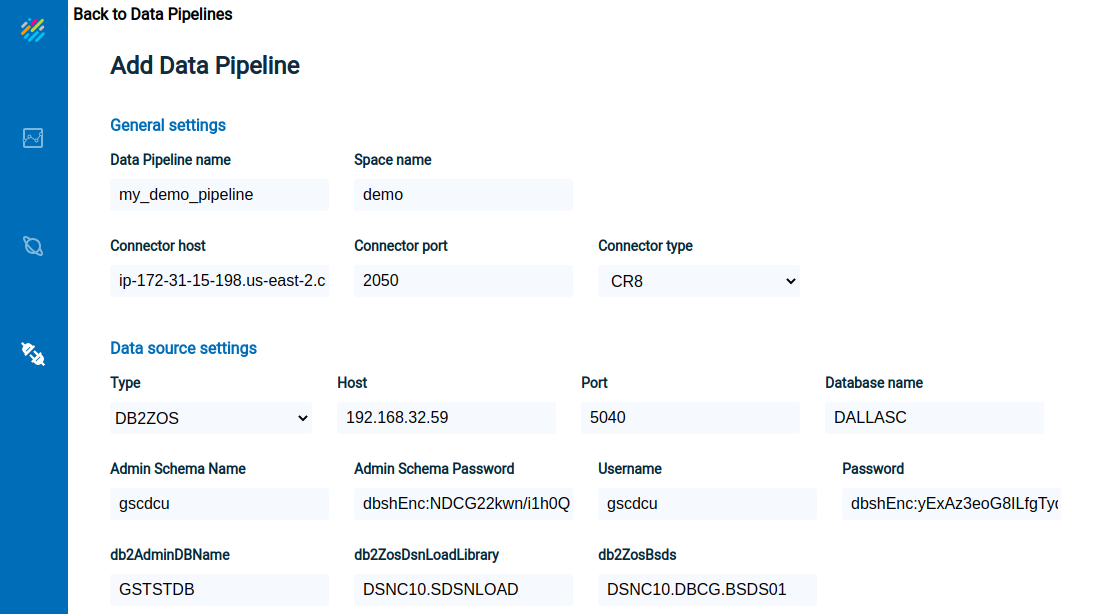 Back to Data Pipelines
Add Data Pipeline
General settings
Data Pipeline name Space name
my_demo_pipeline demo
Connector host Connector port Connector type
ip-172-31-15-198.us-east-2.c 2050 CR8
Data source settings
Type Host Port Database name
DB2ZOS 192.168.32.59 5040 DALLASC
Admin Schema Name Admin Schema Password Username Password
gscdcu dbshEnc:NDCG22kwn/i1h0Q gscdcu dbshEnc:yExAz3eoG8ILfgTyc
db2AdminDBName db2ZosDsnLoadLibrary db2ZosBsds
GSTSTDB DSNC10.SDSNLOAD DSNC10.DBCG.BSDS01